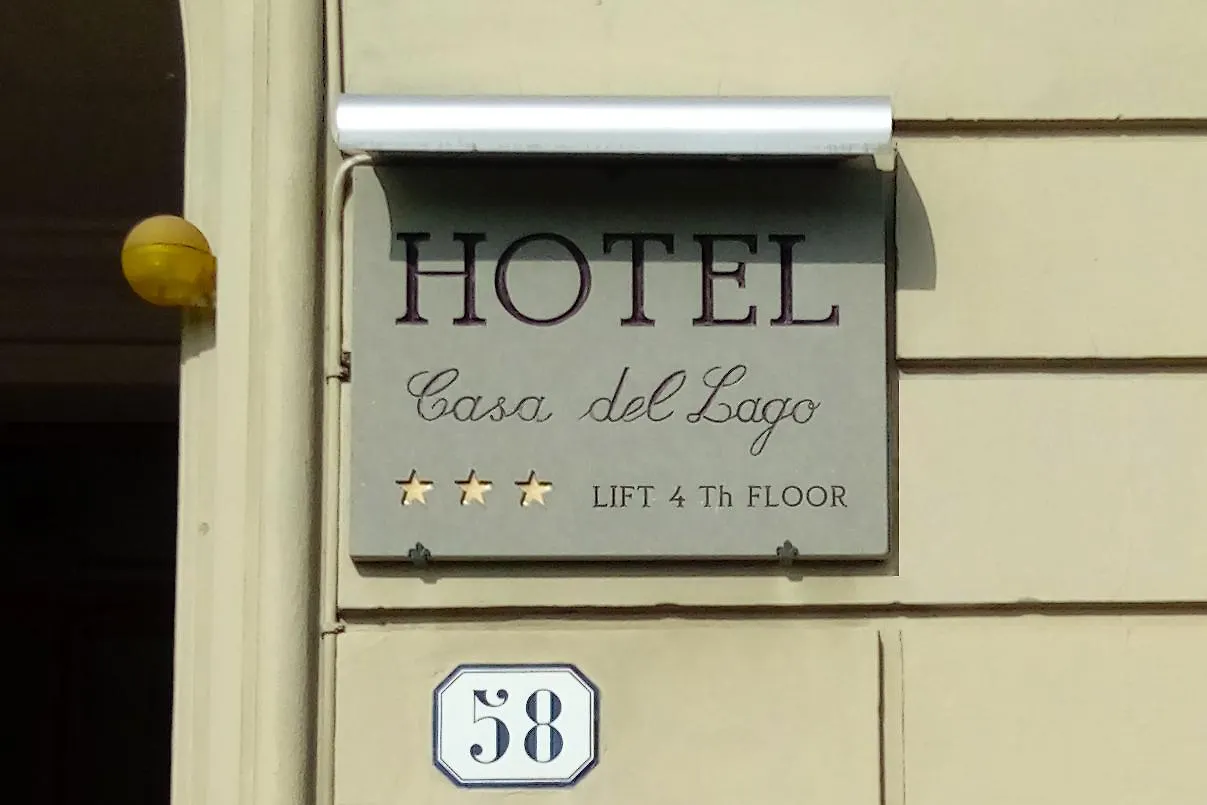 HOTEL
Casa del Lago
LIFT 4 Th FLOOR
58